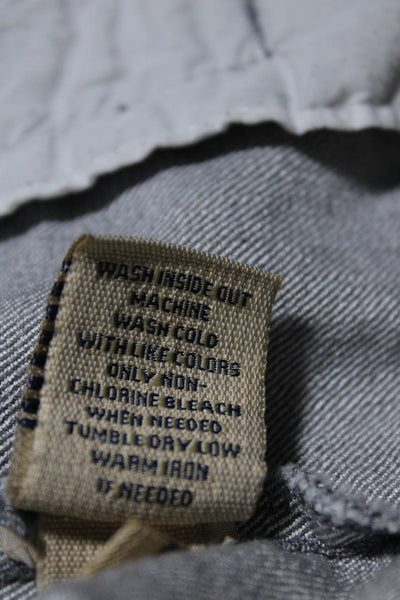 WASH INSIDE OUT
MACHINE
WASH COLD
WITH LIKE COLORS
ONLY NON-
CHLORINE BLEACH
WHEN NEEDED
TUMBLE DRY LOW
WARM IRON
IF NEEDED